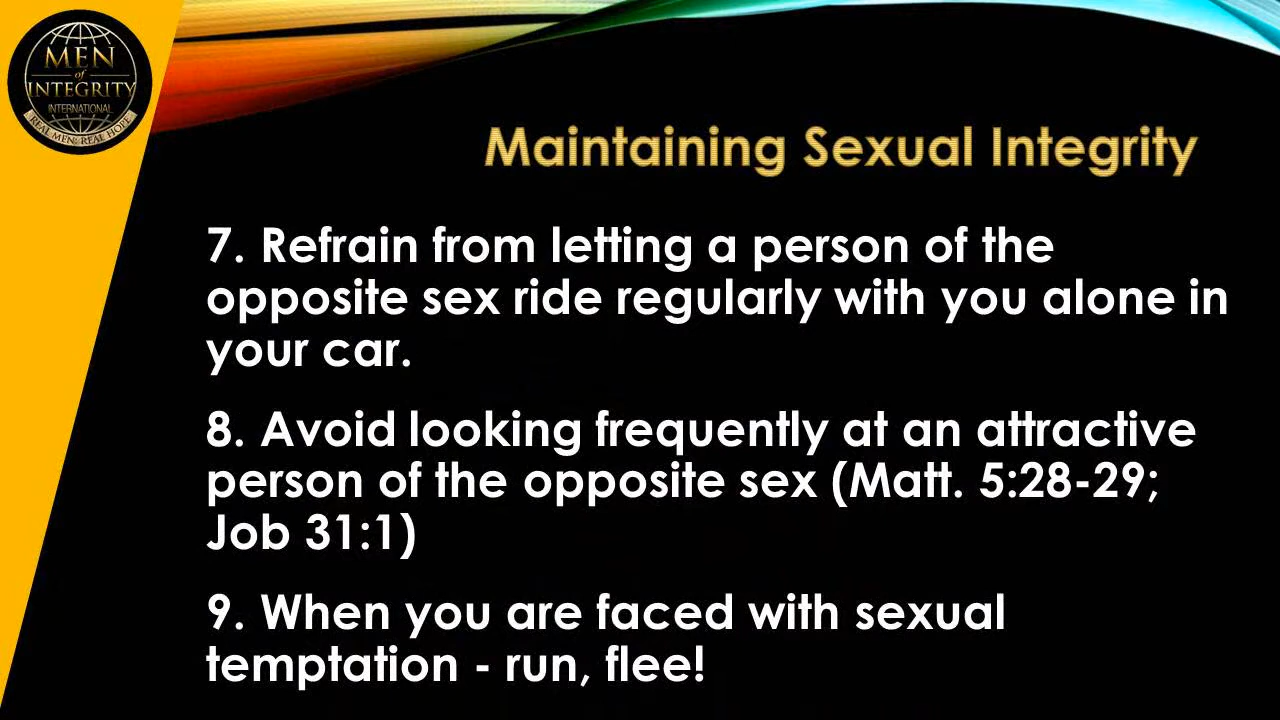 MEN
of
INTEGRITY
INTERNATIONAL
REAL MEN: REAL HOPE
Maintaining Sexual Integrity
7. Refrain from letting a person of the
opposite sex ride regularly with you alone in
your car.
8. Avoid looking frequently at an attractive
person of the opposite sex (Matt. 5:28-29;
Job 31:1)
9. When you are faced with sexual
temptation - run, flee!